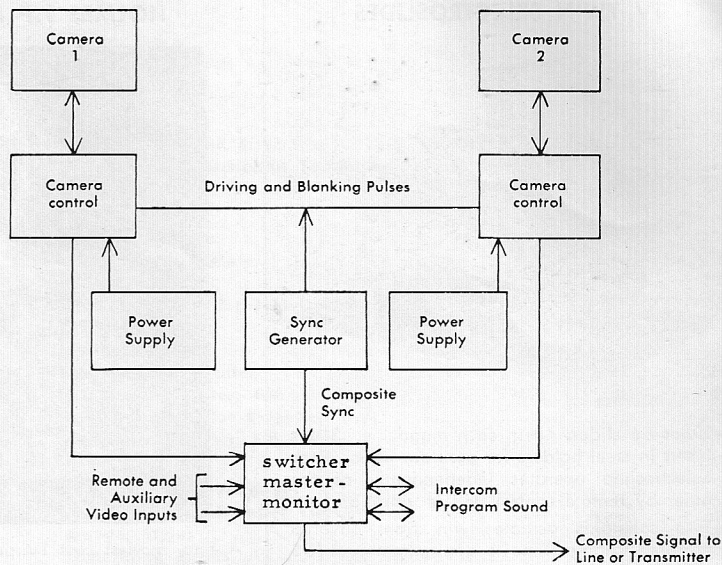 Camera
1
Camera
2
Camera
control
Driving and Blanking Pulses
Camera
control
Power
Supply
Sync
Generator
Power
Supply
Composite
Sync
switcher
master-
monitor
Remote and
Auxiliary
Video Inputs
Intercom
Program Sound
Composite Signal to
Line or Transmitter